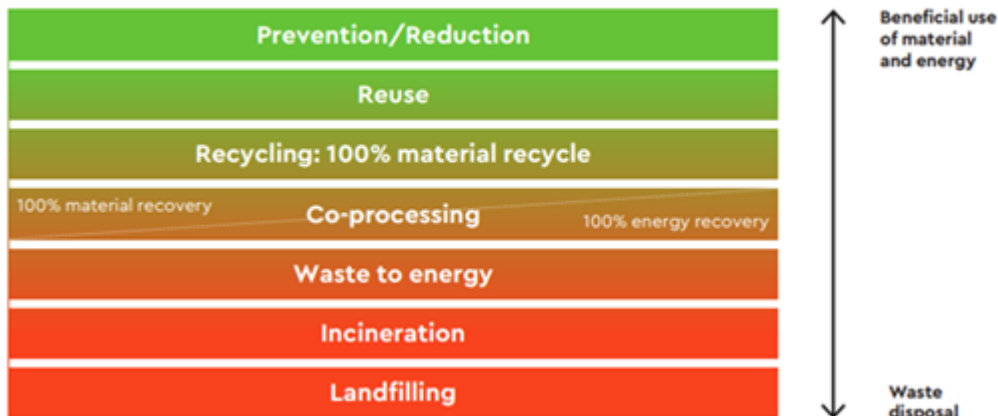 Prevention/Reduction
Beneficial use
of material
and energy
Reuse
Recycling: 100% material recycle
100% material recovery
Co-processing
100% energy recovery
Waste to energy
Incineration
Landfilling
Waste
disposal